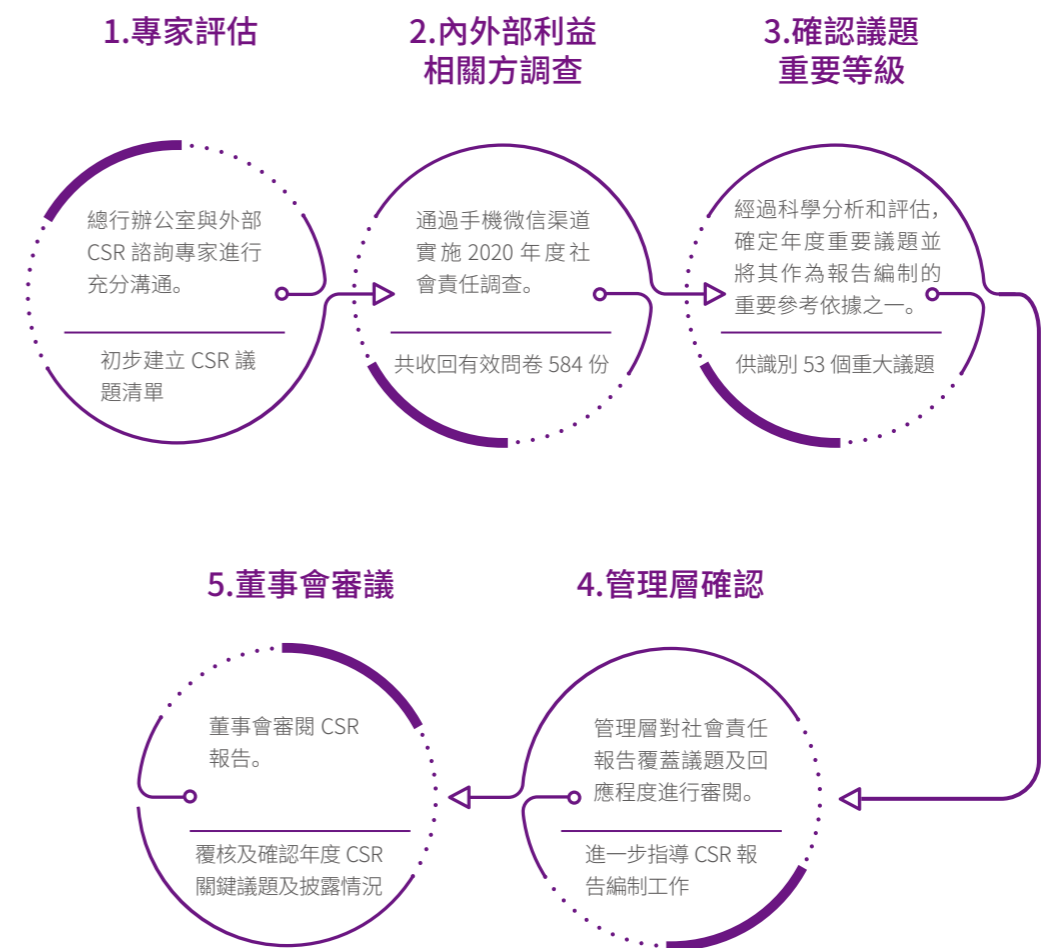 1.專家評估
總行辦公室與外部
CSR 諮詢專家進行
充分溝通。
初步建立 CSR 議
題清單
2.內外部利益
相關方調查
通過手機微信渠道
實施 2020 年度社
會責任調查。
共收回有效問卷 584 份
3.確認議題
重要等級
經過科學分析和評估，
確定年度重要議題並
將其作為報告編制的
重要參考依據之一。
供識別 53 個重大議題
4.管理層確認
管理層對社會責任
報告覆蓋議題及回
應程度進行審閱。
進一步指導 CSR 報
告編制工作
5.董事會審議
董事會審閱 CSR
報告。
覆核及確認年度 CSR
關鍵議題及披露情況